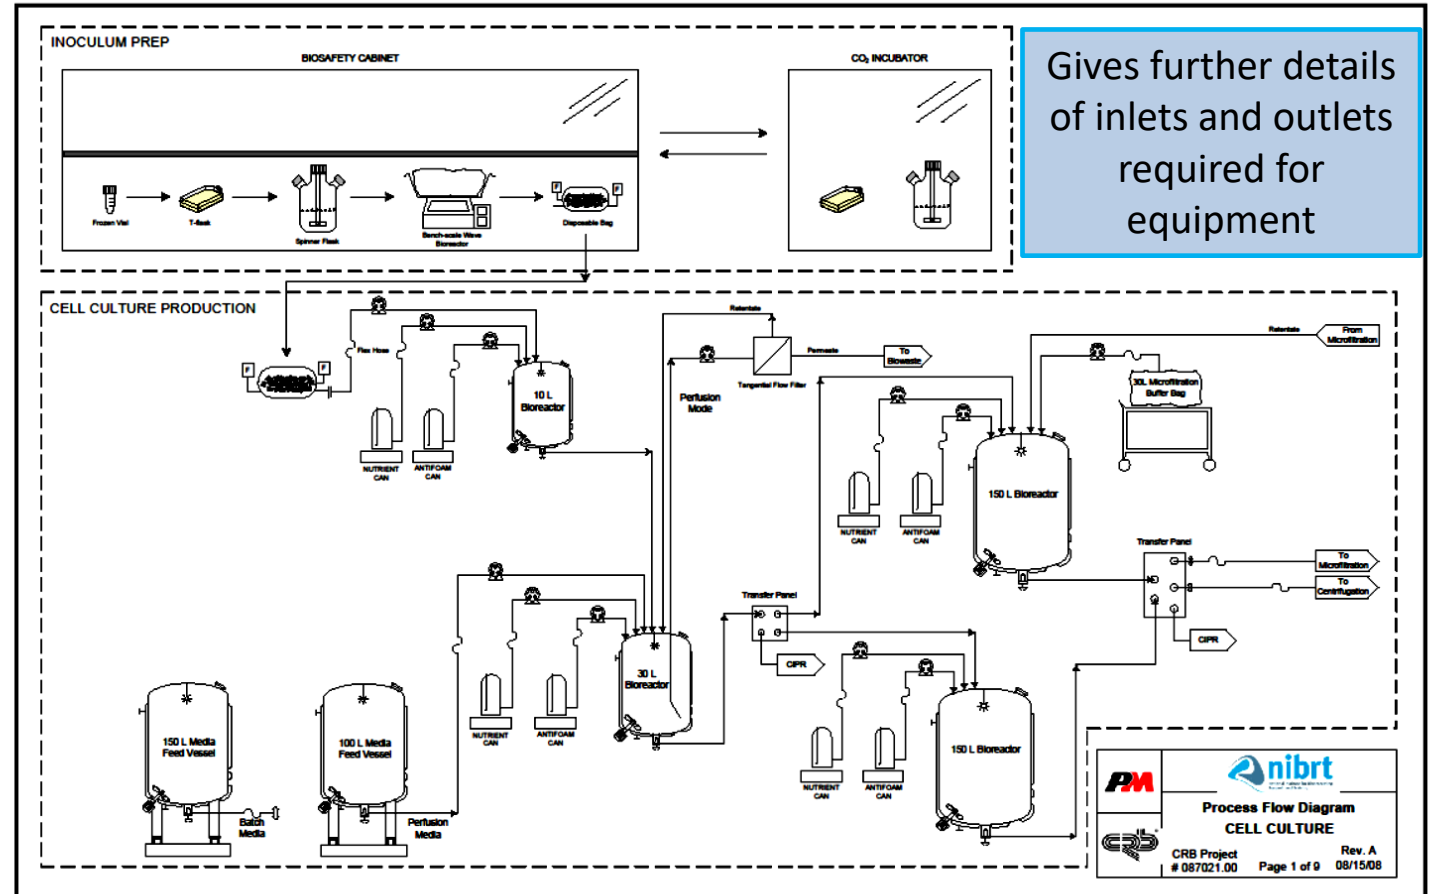 INOCULUM PREP
BIOSAFETY CABINET
CO₂ INCUBATOR
Gives further details
of inlets and outlets
required for
equipment
F
F
Frozen Vial
T-flask
Spinner Flask
Bench-scale Wave
Bioreactor
Disposable Bag
CELL CULTURE PRODUCTION
Retentate
Retentate
From
Microfiltration
Flex Hose
Permeate
To
Biowaste
F
F
Tangential Flow Filter
30L Microfiltration
Buffer Bag
10 L
Bioreactor
Perfusion
Mode
NUTRIENT
CAN
ANTIFOAM
CAN
150 L Bioreactor
NUTRIENT
CAN
ANTIFOAM
CAN
Transfer Panel
To
Microfiltration
To
Centrifugation
Transfer Panel
CIPR
CIPR
30 L
Bioreactor
NUTRIENT
CAN
ANTIFOAM
CAN
150 L Media
Feed Vessel
100 L Media
Feed Vessel
150 L Bioreactor
NUTRIENT
CAN
ANTIFOAM
CAN
Batch
Media
Perfusion
Media
PM
nibrt
Process Flow Diagram
CELL CULTURE
CRB
CRB Project
# 087021.00
Page 1 of 9
Rev. A
08/15/08